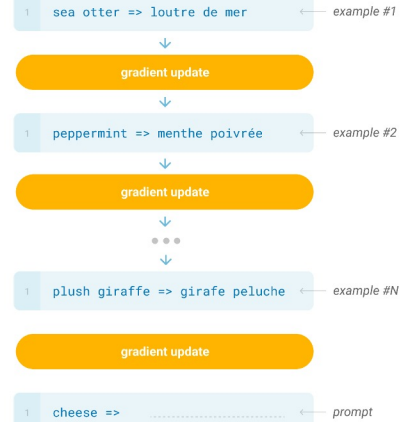 1 sea otter => loutre de mer example #1
gradient update
1 peppermint => menthe poivrée example #2
gradient update
1 plush giraffe => girafe peluche example #N
gradient update
1 cheese => prompt